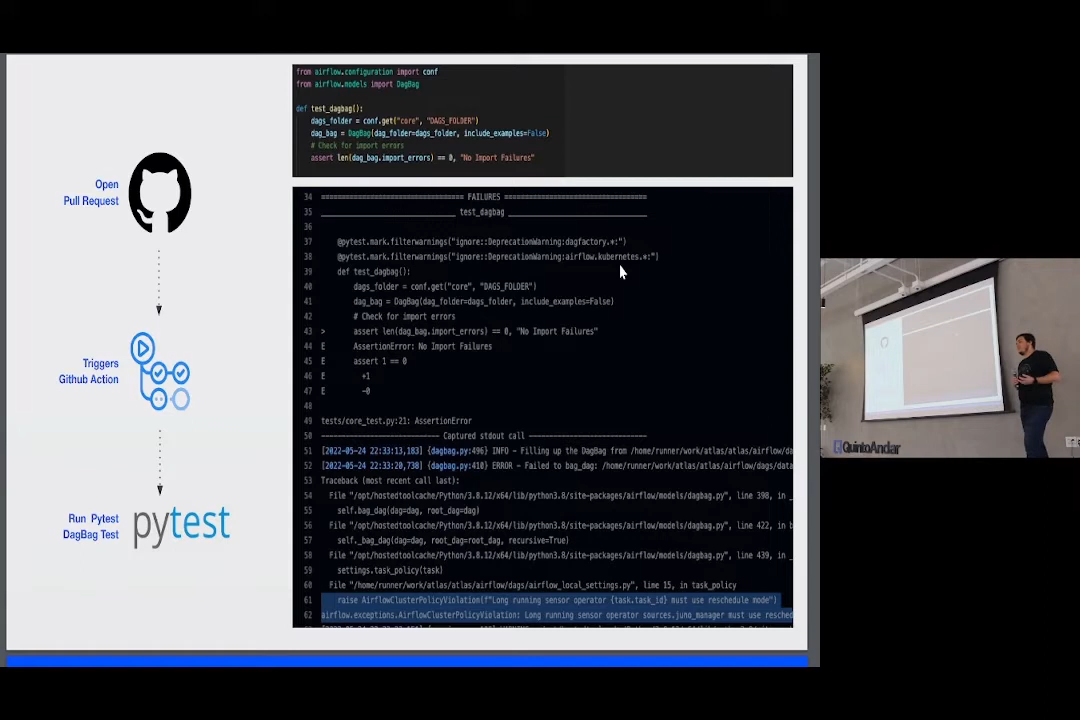 Open
Pull Request
Triggers
Github Action
Run Pytest
DagBag Test
pytest
from airflow.configuration import conf
from airflow.models import DagBag
def test_dagbag():
dags_folder = conf.get("core", "DAGS_FOLDER")
dag_bag = DagBag(dag_folder=dags_folder, include_examples=False)
# Check for import errors
assert len(dag_bag.import_errors) == 0, "No Import Failures"
34 ================================= FAILURES =================================
35 _______________________________ test_dagbag ________________________________
36
37 @pytest.mark.filterwarnings("ignore::DeprecationWarning:dagfactory.*:")
38 @pytest.mark.filterwarnings("ignore::DeprecationWarning:airflow.kubernetes.*:")
39 def test_dagbag():
40 dags_folder = conf.get("core", "DAGS_FOLDER")
41 dag_bag = DagBag(dag_folder=dags_folder, include_examples=False)
42 # Check for import errors
43 > assert len(dag_bag.import_errors) == 0, "No Import Failures"
44 E AssertionError: No Import Failures
45 E assert 1 == 0
46 E +1
47 E -0
48
49 tests/core_test.py:21: AssertionError
50 ----------------------------- Captured stdout call -----------------------------
51 [2022-05-24 22:33:13,183] {dagbag.py:496} INFO - Filling up the DagBag from /home/runner/work/atlas/atlas/airflow/da
52 [2022-05-24 22:33:20,738] {dagbag.py:410} ERROR - Failed to bag_dag: /home/runner/work/atlas/atlas/airflow/dags/data
53 Traceback (most recent call last):
54 File "/opt/hostedtoolcache/Python/3.8.12/x64/lib/python3.8/site-packages/airflow/models/dagbag.py", line 398, in _
55 self.bag_dag(dag=dag, root_dag=dag)
56 File "/opt/hostedtoolcache/Python/3.8.12/x64/lib/python3.8/site-packages/airflow/models/dagbag.py", line 422, in b
57 self._bag_dag(dag=dag, root_dag=root_dag, recursive=True)
58 File "/opt/hostedtoolcache/Python/3.8.12/x64/lib/python3.8/site-packages/airflow/models/dagbag.py", line 439, in _
59 settings.task_policy(task)
60 File "/home/runner/work/atlas/atlas/airflow/dags/airflow_local_settings.py", line 15, in task_policy
61 raise AirflowClusterPolicyViolation(f"Long running sensor operator {task.task_id} must use reschedule mode")
62 airflow.exceptions.AirflowClusterPolicyViolation: Long running sensor operator sources.juno_manager must use resched
QuintoAndar